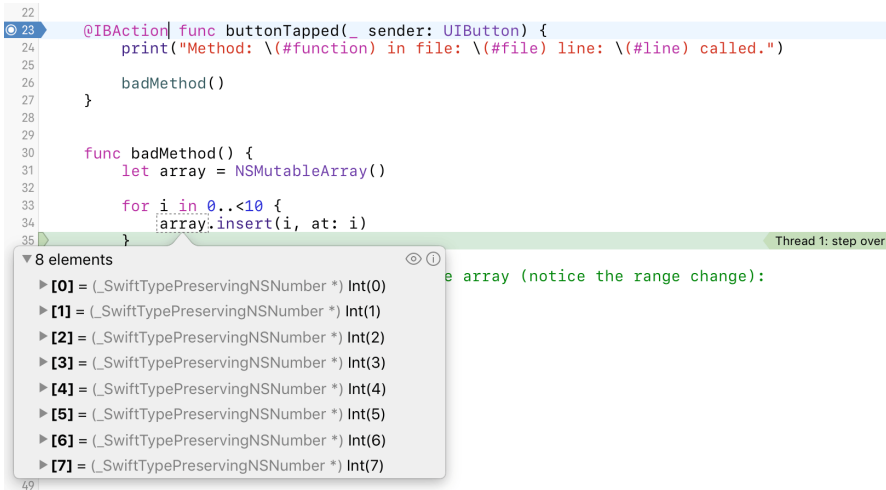 22
23 @IBAction func buttonTapped(_ sender: UIButton) {
24 print("Method: \(#function) in file: \(#file) line: \(#line) called.")
25
26 badMethod()
27 }
28
29
30 func badMethod() {
31 let array = NSMutableArray()
32
33 for i in 0..<10 {
34 array.insert(i, at: i)
35 } Thread 1: step over
8 elements
e array (notice the range change):
[0] = (_SwiftTypePreservingNSNumber *) Int(0)
[1] = (_SwiftTypePreservingNSNumber *) Int(1)
[2] = (_SwiftTypePreservingNSNumber *) Int(2)
[3] = (_SwiftTypePreservingNSNumber *) Int(3)
[4] = (_SwiftTypePreservingNSNumber *) Int(4)
[5] = (_SwiftTypePreservingNSNumber *) Int(5)
[6] = (_SwiftTypePreservingNSNumber *) Int(6)
[7] = (_SwiftTypePreservingNSNumber *) Int(7)
49